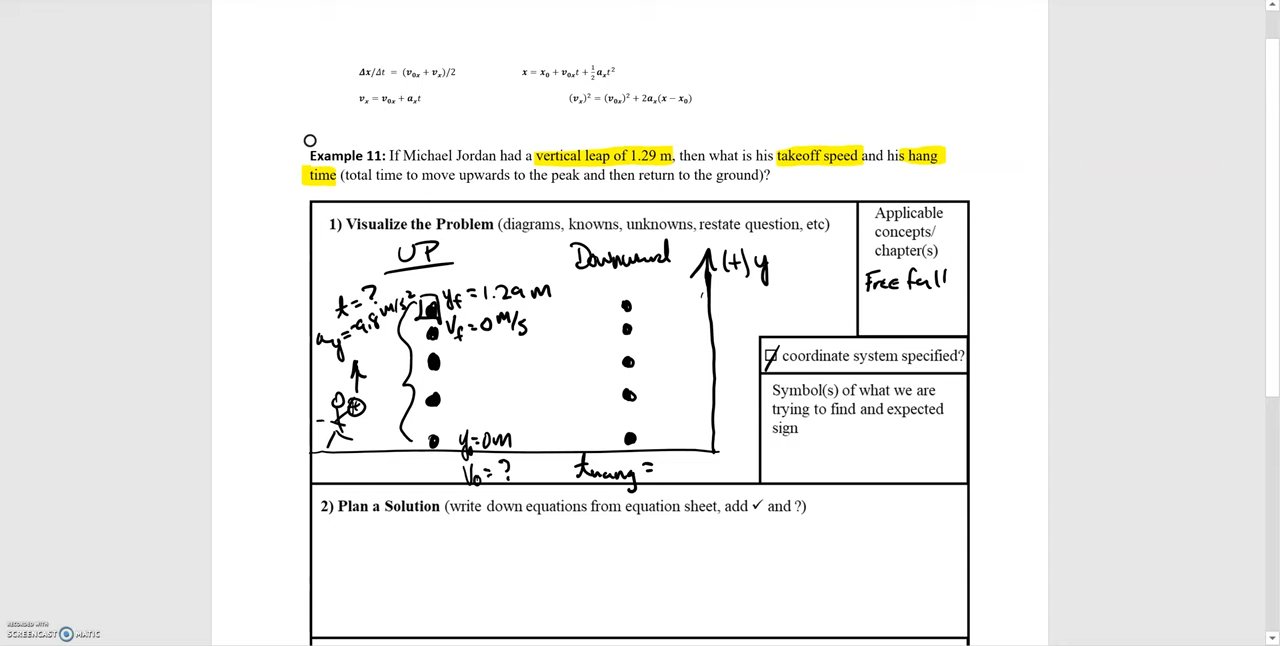 Δx/Δt = (v₀ₓ + vₓ)/2
x = x₀ + v₀ₓt + ½aₓt²
vₓ = v₀ₓ + aₓt
(vₓ)² = (v₀ₓ)² + 2aₓ(x − x₀)
Example 11: If Michael Jordan had a vertical leap of 1.29 m, then what is his takeoff speed and his hang
time (total time to move upwards to the peak and then return to the ground)?
1) Visualize the Problem (diagrams, knowns, unknowns, restate question, etc)
Applicable
concepts/
chapter(s)
Free fall
UP
Downward
(+) y
t=?
ay=-9.8 m/s²
yf = 1.29 m
Vf = 0 m/s
y₀=0m
V₀=?
thang =
coordinate system specified?
Symbol(s) of what we are
trying to find and expected
sign
2) Plan a Solution (write down equations from equation sheet, add ✓ and ?)
RECORDED WITH
SCREENCAST MATIC